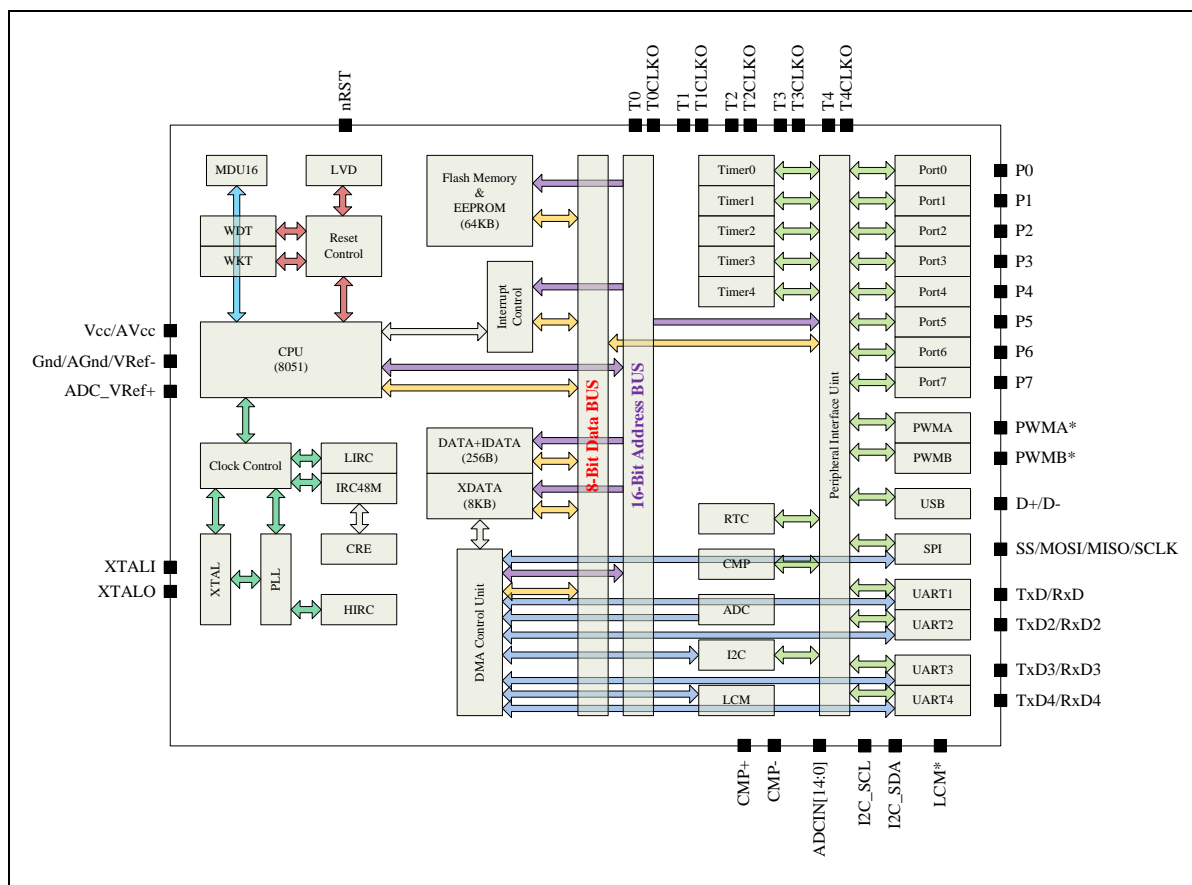 nRST
T0
T0CLKO
T1
T1CLKO
T2
T2CLKO
T3
T3CLKO
T4
T4CLKO
MDU16
LVD
WDT
WKT
Reset
Control
Flash Memory
&
EEPROM
(64KB)
Interrupt
Control
Timer0
Timer1
Timer2
Timer3
Timer4
Port0
Port1
Port2
Port3
Port4
Port5
Port6
Port7
P0
P1
P2
P3
P4
P5
P6
P7
Vcc/AVcc
Gnd/AGnd/VRef-
ADC_VRef+
CPU
(8051)
8-Bit Data BUS
16-Bit Address BUS
Peripheral Interface Uint
PWMA
PWMB
PWMA*
PWMB*
Clock Control
LIRC
IRC48M
DATA+IDATA
(256B)
XDATA
(8KB)
USB
D+/D-
RTC
CRE
XTAL
PLL
HIRC
XTALI
XTALO
DMA Control Unit
CMP
ADC
I2C
LCM
SPI
SS/MOSI/MISO/SCLK
UART1
UART2
TxD/RxD
TxD2/RxD2
UART3
UART4
TxD3/RxD3
TxD4/RxD4
CMP+
CMP-
ADCIN[14:0]
I2C_SCL
I2C_SDA
LCM*